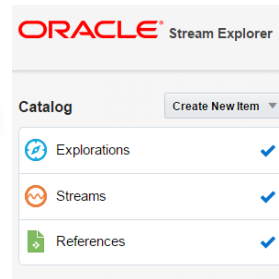 ORACLE® Stream Explorer
Catalog
Create New Item
Explorations
Streams
References